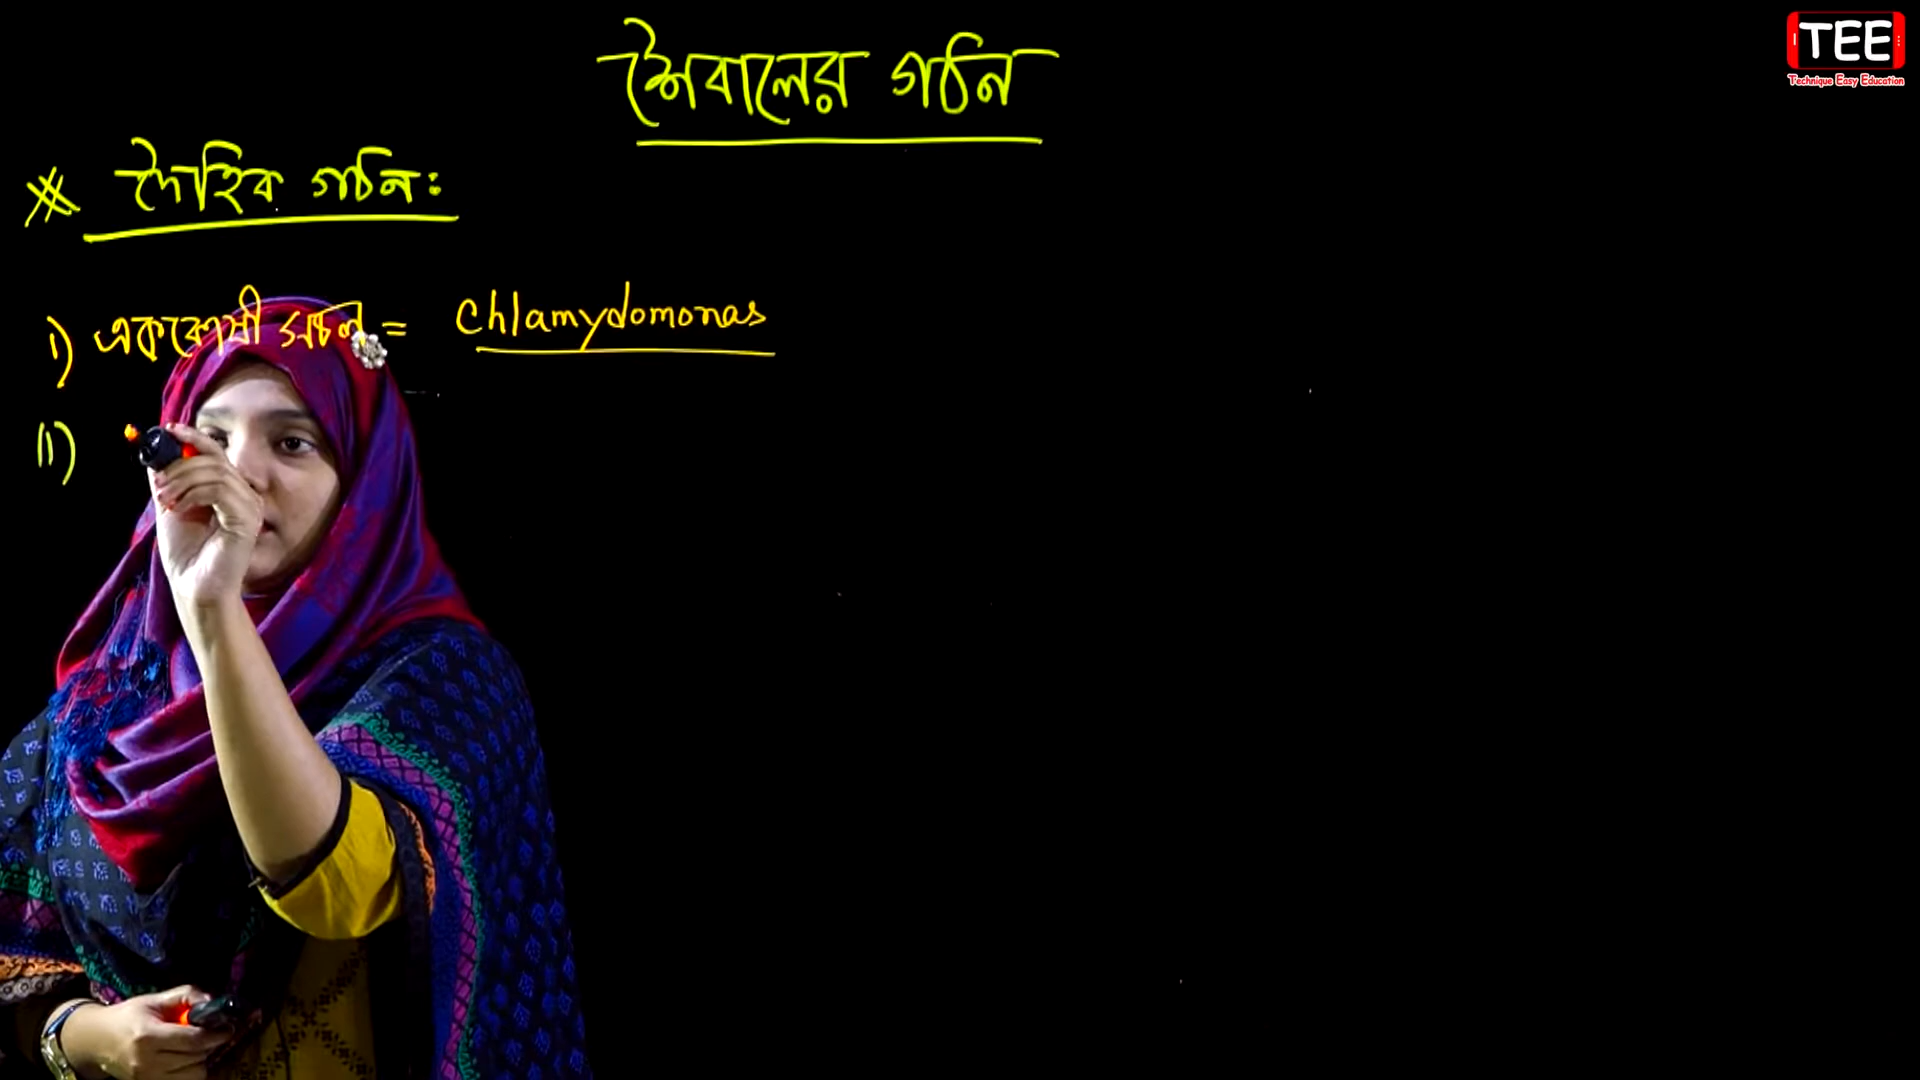 শৈবালের গঠন
TEE
Technique Easy Education
* দৈহিক গঠন:
i) এককোষী সচল = Chlamydomonas
ii)